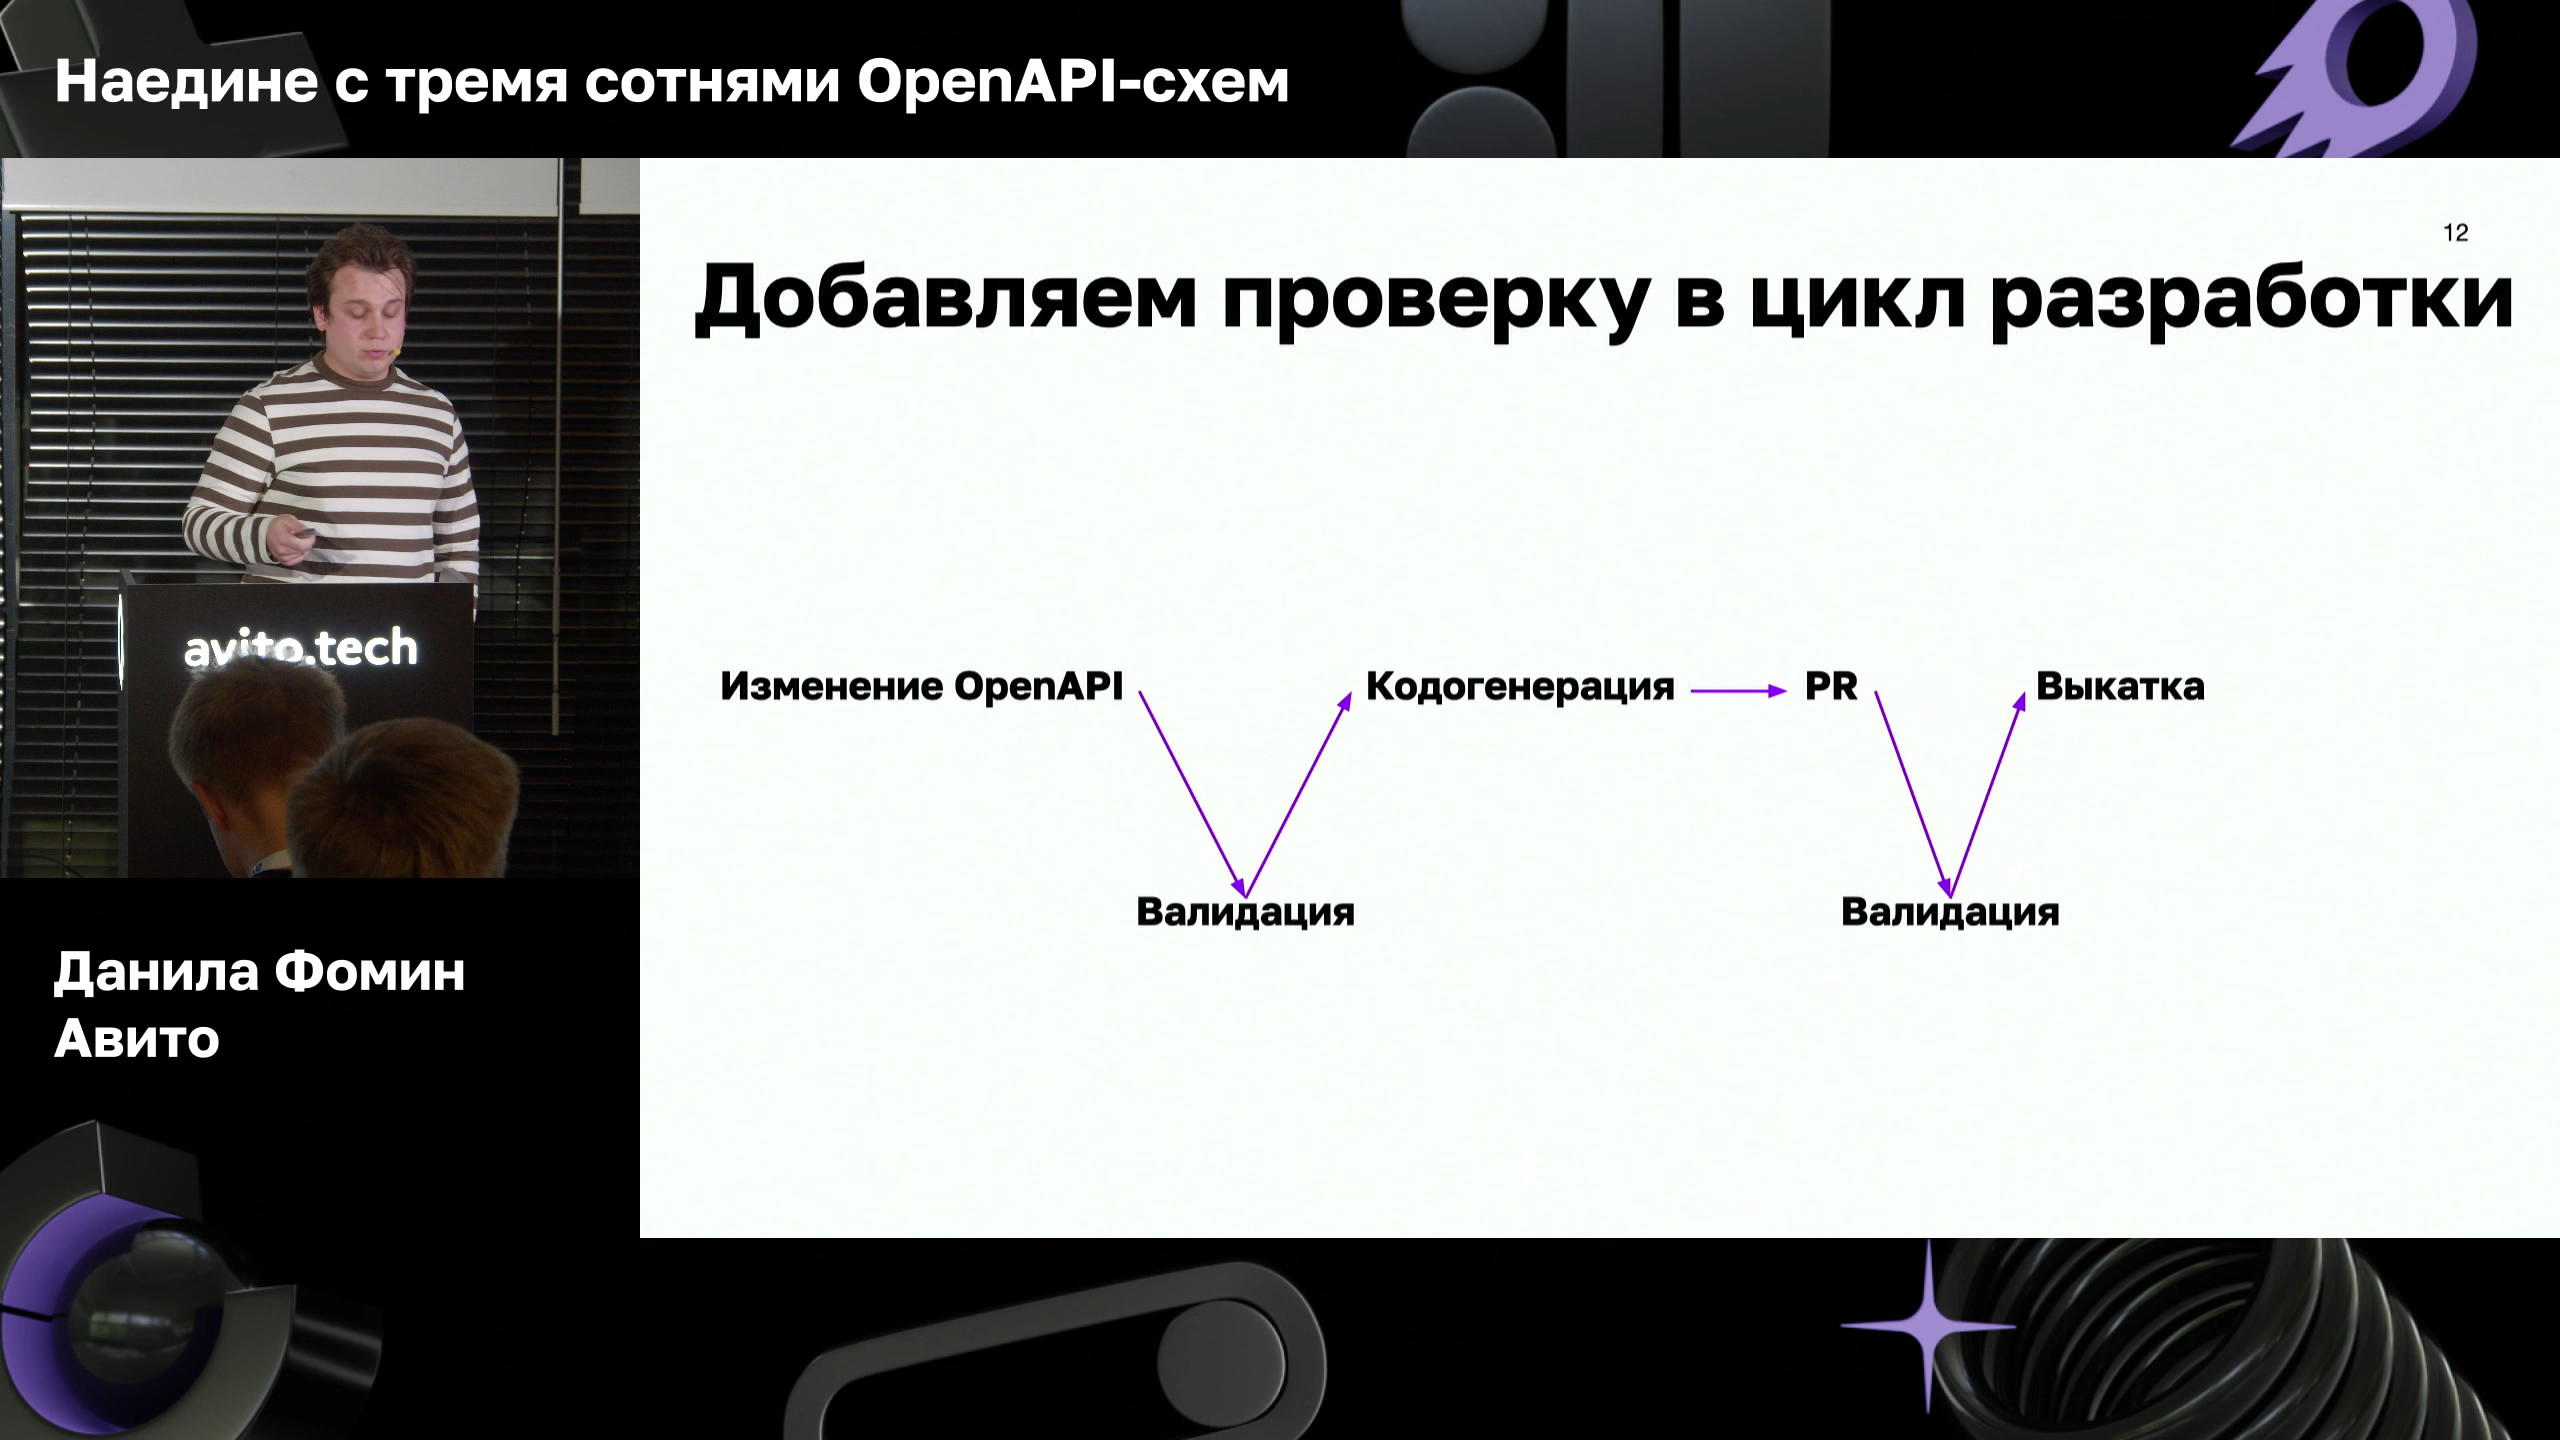 Наедине с тремя сотнями OpenAPI-схем
12
Добавляем проверку в цикл разработки
Изменение OpenAPI
Кодогенерация
PR
Выкатка
Валидация
Валидация
avito.tech
Данила Фомин
Авито